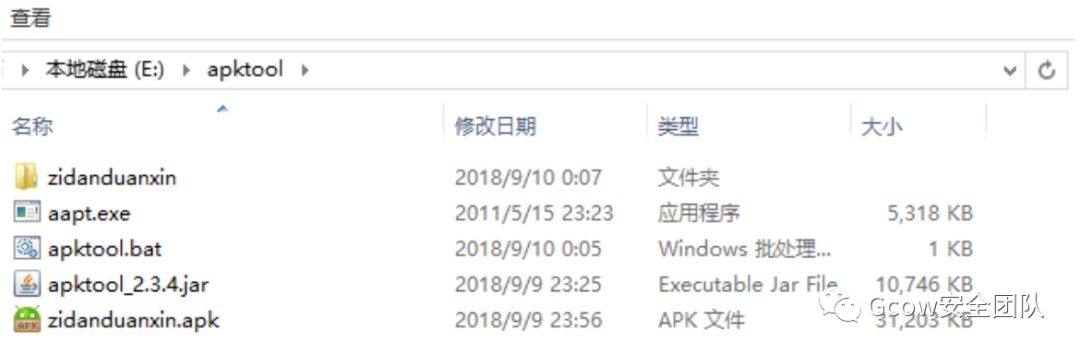 查看
本地磁盘 (E:) apktool
名称 修改日期 类型 大小
zidanduanxin 2018/9/10 0:07 文件夹
aapt.exe 2011/5/15 23:23 应用程序 5,318 KB
apktool.bat 2018/9/10 0:05 Windows 批处理... 1 KB
apktool_2.3.4.jar 2018/9/9 23:25 Executable Jar File 10,746 KB
zidanduanxin.apk 2018/9/9 23:56 APK 文件 31,203 KB
Gcow安全团队